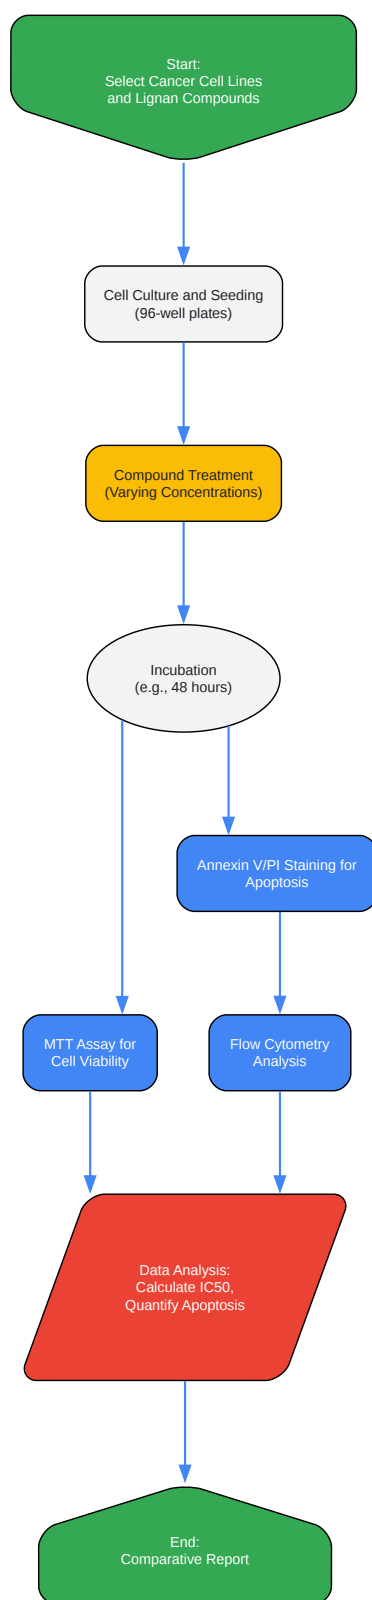 Start:
Select Cancer Cell Lines
and Lignan Compounds
Cell Culture and Seeding
(96-well plates)
Compound Treatment
(Varying Concentrations)
Incubation
(e.g., 48 hours)
Annexin V/PI Staining for
Apoptosis
MTT Assay for
Cell Viability
Flow Cytometry
Analysis
Data Analysis:
Calculate IC50,
Quantify Apoptosis
End:
Comparative Report